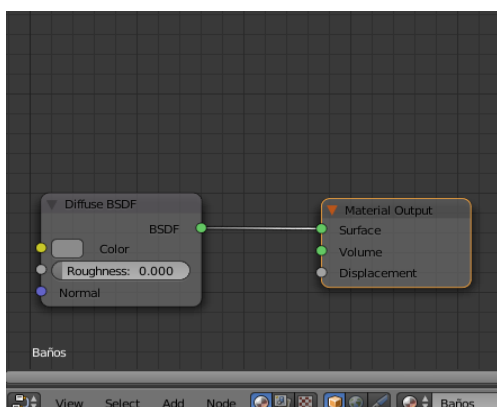 Diffuse BSDF
BSDF
Color
Roughness: 0.000
Normal
Material Output
Surface
Volume
Displacement
Baños
View Select Add Node Baños